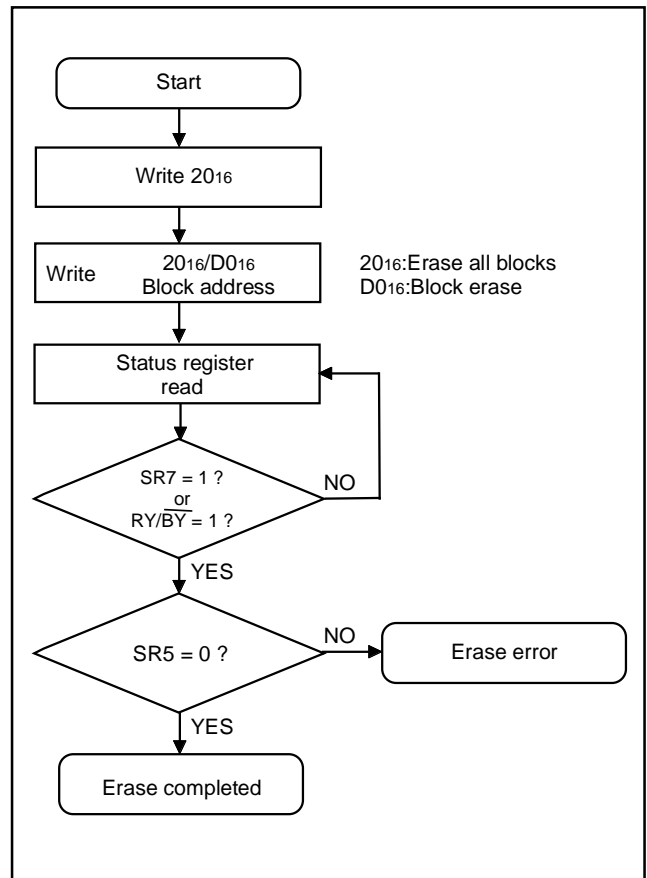 Start
Write 2016
Write 2016/D016
Block address
2016:Erase all blocks
D016:Block erase
Status register
read
SR7 = 1 ?
or
RY/BY = 1 ?
NO
YES
SR5 = 0 ?
NO
Erase error
YES
Erase completed